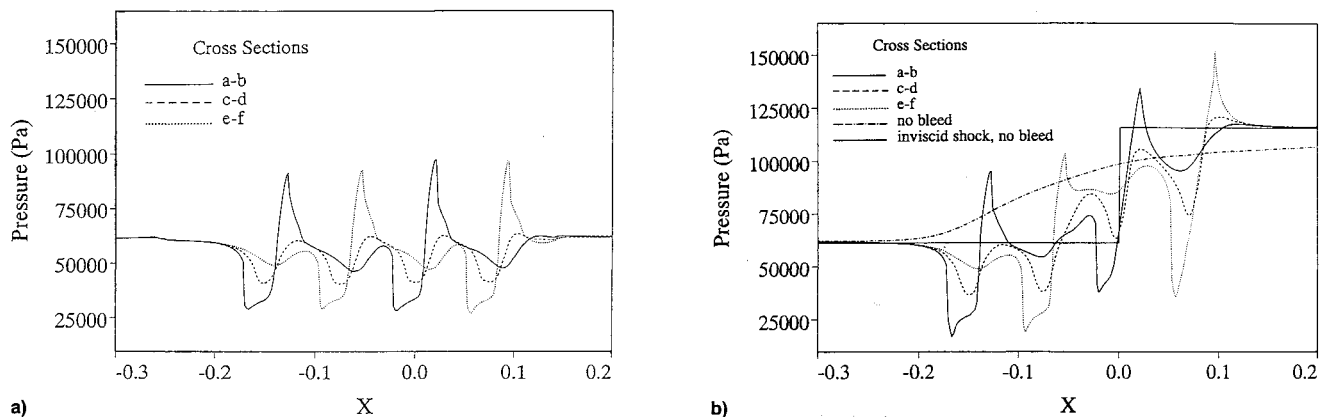 150000
125000
100000
75000
50000
25000
Pressure (Pa)
Cross Sections
a-b
c-d
e-f
-0.3
-0.2
-0.1
0.0
0.1
0.2
X
a)
150000
125000
100000
75000
50000
25000
Pressure (Pa)
Cross Sections
a-b
c-d
e-f
no bleed
inviscid shock, no bleed
-0.3
-0.2
-0.1
0.0
0.1
0.2
X
b)